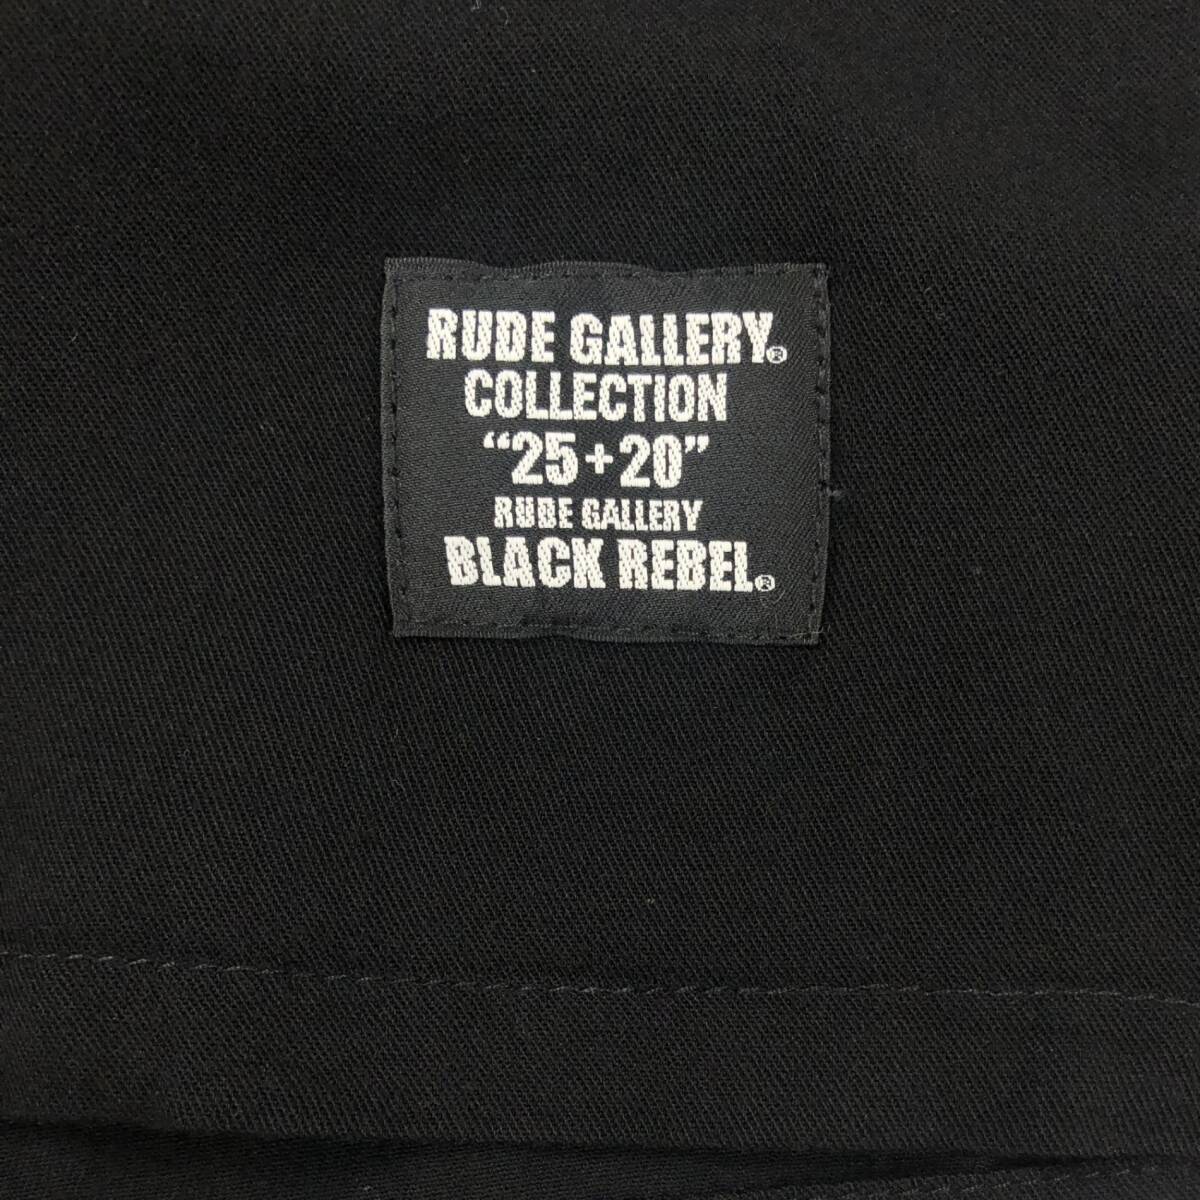 RUDE GALLERY®
COLLECTION
“25+20”
RUDE GALLERY
BLACK REBEL®